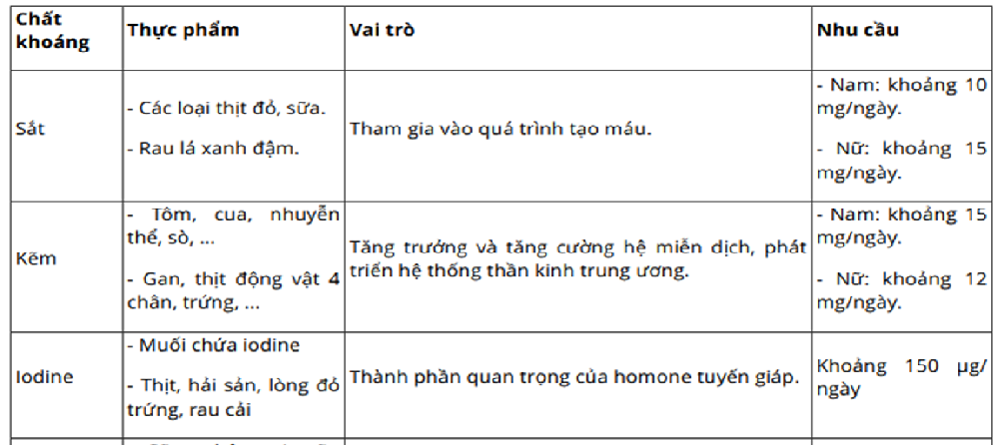 Chất
khoáng
Thực phẩm
Vai trò
Nhu cầu
Sắt
- Các loại thịt đỏ, sữa.
- Rau lá xanh đậm.
Tham gia vào quá trình tạo máu.
- Nam: khoảng 10
mg/ngày.
- Nữ: khoảng 15
mg/ngày.
Kẽm
- Tôm, cua, nhuyễn
thể, sò, ...
- Gan, thịt động vật 4
chân, trứng, ...
Tăng trưởng và tăng cường hệ miễn dịch, phát
triển hệ thống thần kinh trung ương.
- Nam: khoảng 15
mg/ngày.
- Nữ: khoảng 12
mg/ngày.
Iodine
- Muối chứa iodine
- Thịt, hải sản, lòng đỏ
trứng, rau cải
Thành phần quan trọng của homone tuyến giáp.
Khoảng 150 µg/
ngày